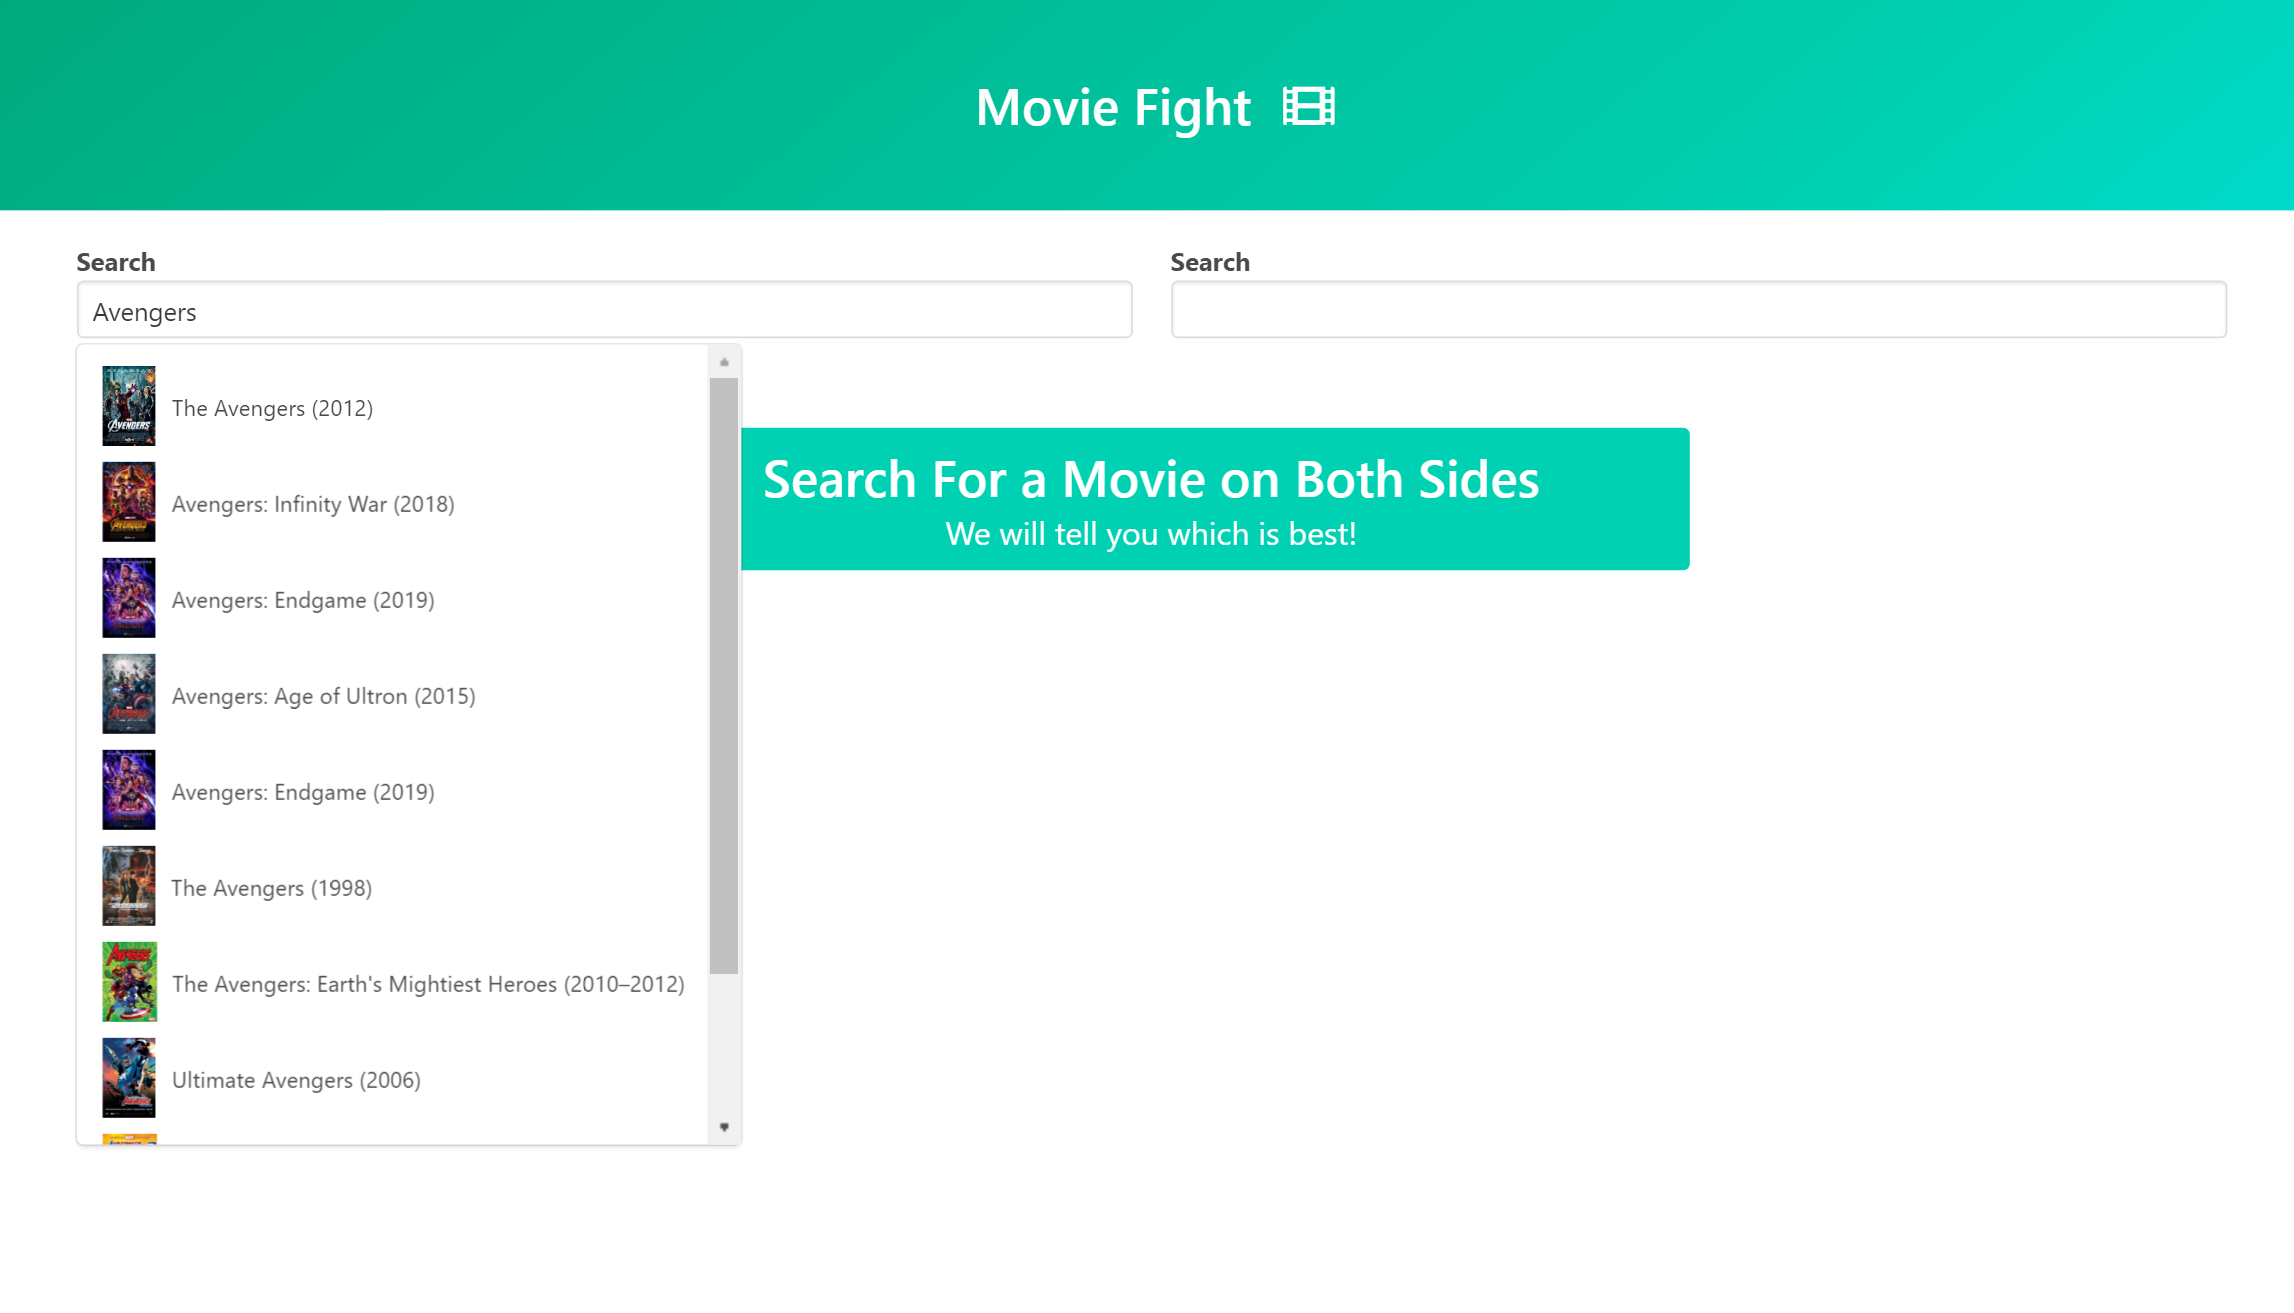 Movie Fight
Search
Search
Avengers
The Avengers (2012)
Avengers: Infinity War (2018)
Avengers: Endgame (2019)
Avengers: Age of Ultron (2015)
Avengers: Endgame (2019)
The Avengers (1998)
The Avengers: Earth's Mightiest Heroes (2010–2012)
Ultimate Avengers (2006)
Search For a Movie on Both Sides
We will tell you which is best!
AVENGERS